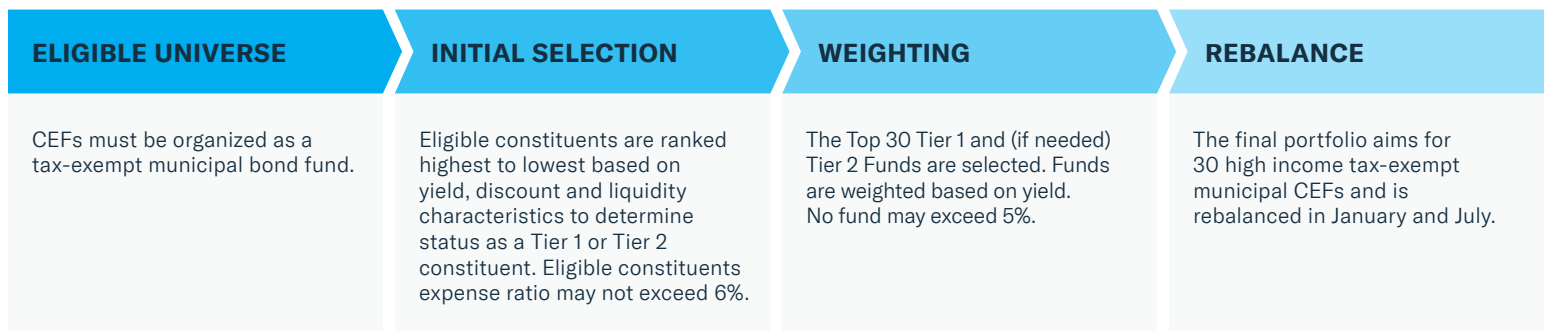 ELIGIBLE UNIVERSE
CEFs must be organized as a
tax-exempt municipal bond fund.
INITIAL SELECTION
Eligible constituents are ranked
highest to lowest based on
yield, discount and liquidity
characteristics to determine
status as a Tier 1 or Tier 2
constituent. Eligible constituents
expense ratio may not exceed 6%.
WEIGHTING
The Top 30 Tier 1 and (if needed)
Tier 2 Funds are selected. Funds
are weighted based on yield.
No fund may exceed 5%.
REBALANCE
The final portfolio aims for
30 high income tax-exempt
municipal CEFs and is
rebalanced in January and July.